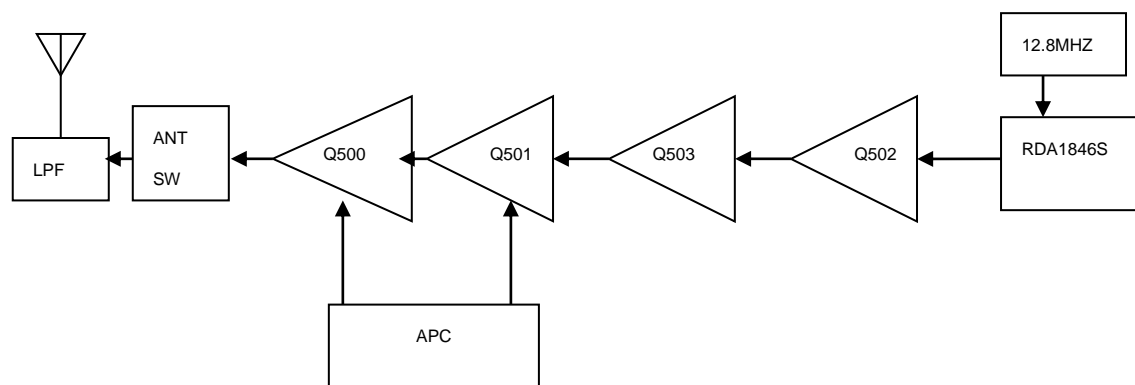 12.8MHZ
ANT
SW
LPF
Q500
Q501
Q503
Q502
RDA1846S
APC